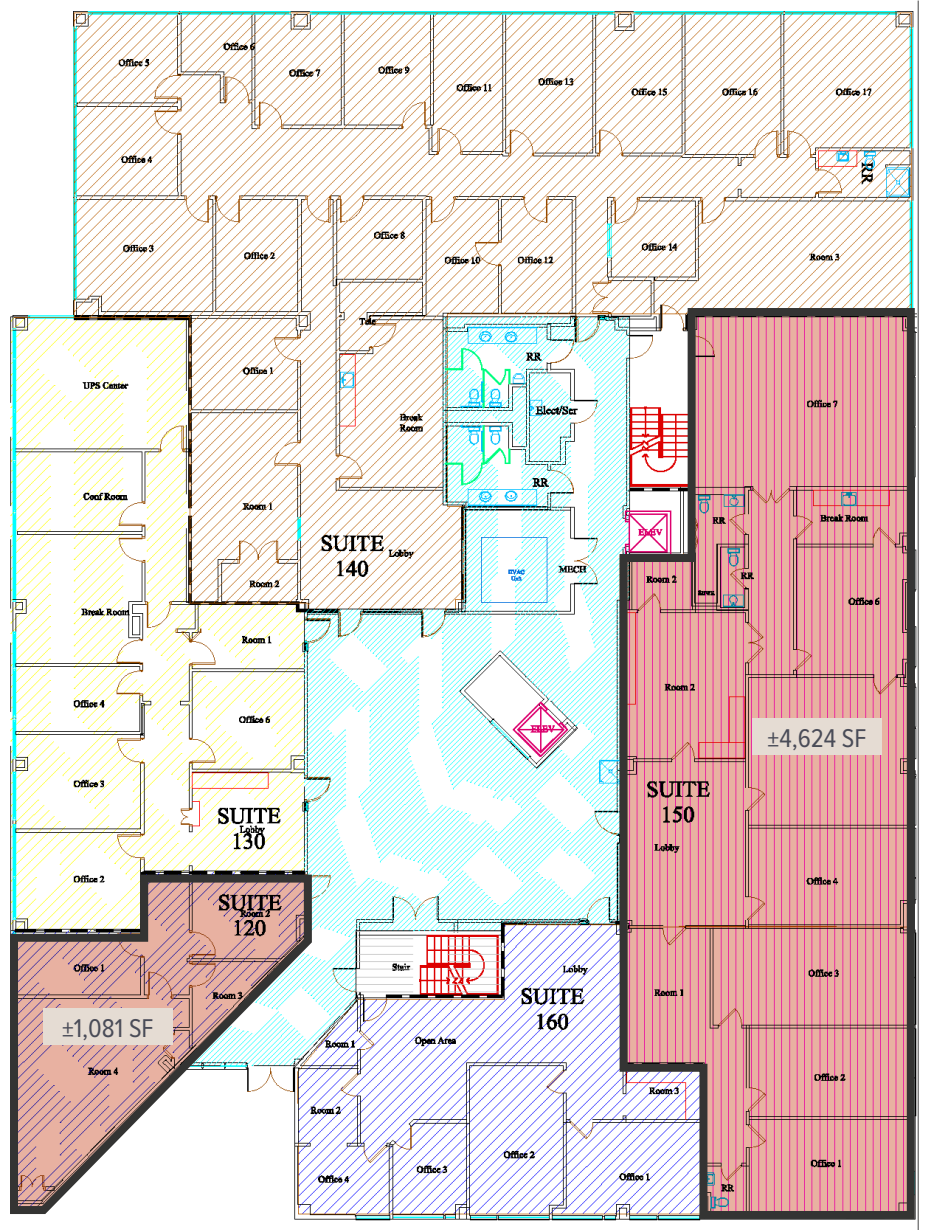 Office 5
Office 6
Office 7
Office 9
Office 11
Office 13
Office 15
Office 16
Office 17
Office 4
RR
Office 3
Office 2
Office 8
Office 10
Office 12
Office 14
Room 3
Tele
Office 1
Break
Room
Room 1
Room 2
SUITE
140
Lobby
RR
Elect/Ser
RR
HVAC
Unit
MECH
ELEV
ELEV
UPS Center
Conf Room
Break Room
Room 1
Office 4
Office 6
Office 3
SUITE
130
Lobby
Office 2
SUITE
120
Room 2
Office 1
Room 3
±1,081 SF
Room 4
Stair
Lobby
SUITE
160
Open Area
Room 1
Room 2
Room 3
Office 4
Office 3
Office 2
Office 1
Office 7
RR
Break Room
Room 2
RR
Office 6
Room 2
±4,624 SF
SUITE
150
Lobby
Office 4
Room 1
Office 3
Office 2
Office 1
RR